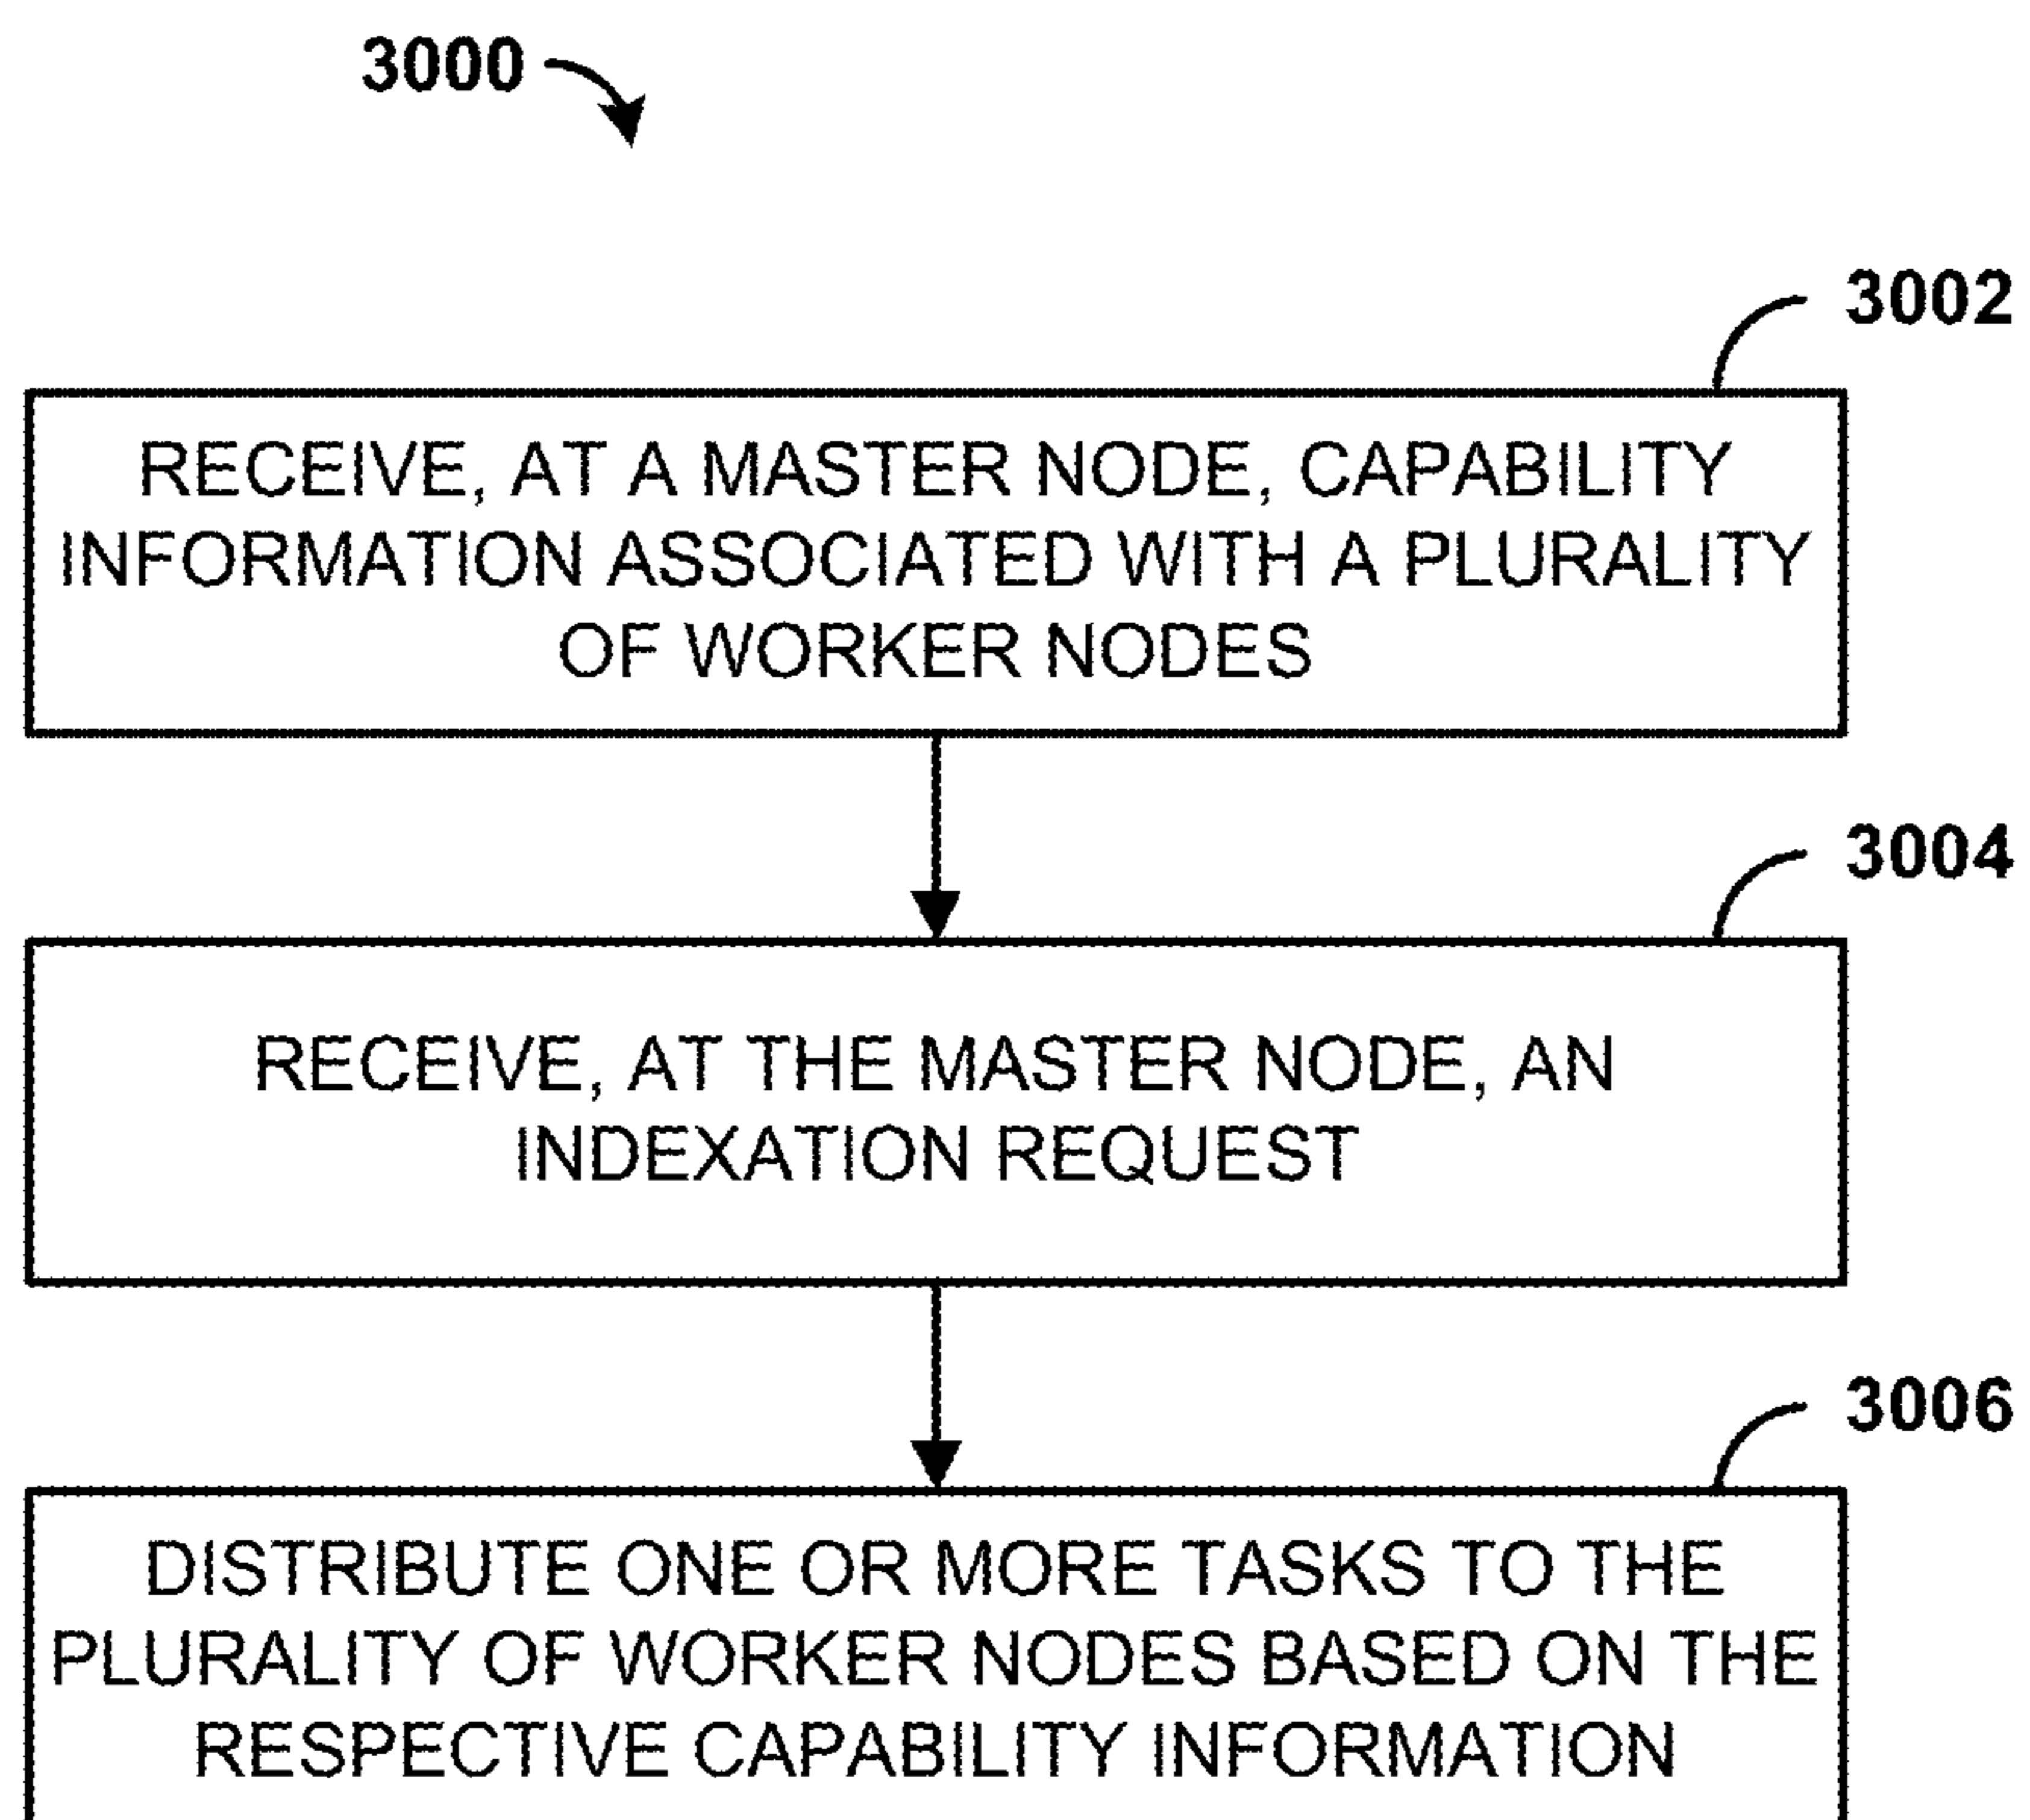 3000
3002
RECEIVE, AT A MASTER NODE, CAPABILITY
INFORMATION ASSOCIATED WITH A PLURALITY
OF WORKER NODES
3004
RECEIVE, AT THE MASTER NODE, AN
INDEXATION REQUEST
3006
DISTRIBUTE ONE OR MORE TASKS TO THE
PLURALITY OF WORKER NODES BASED ON THE
RESPECTIVE CAPABILITY INFORMATION